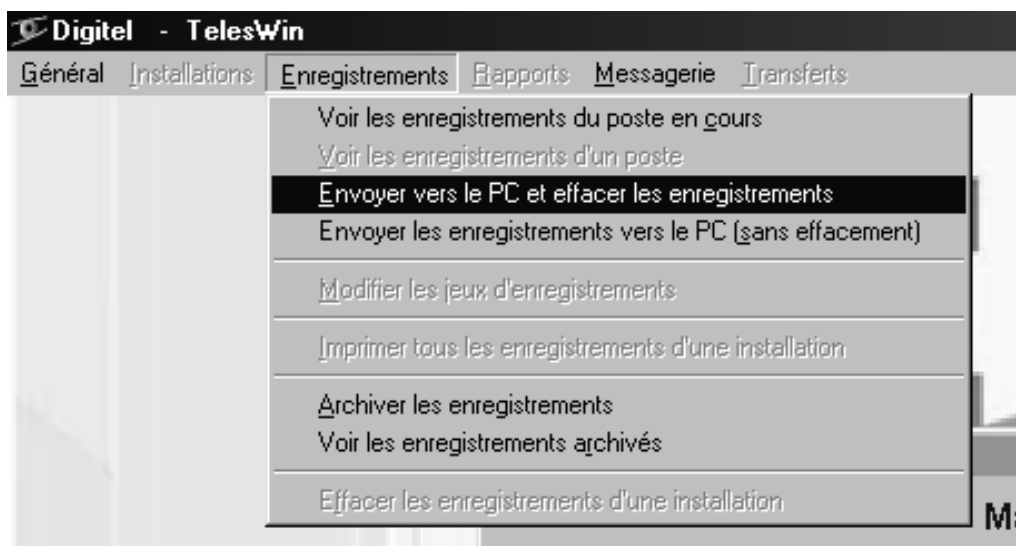 Digitel - TelesWin
Général Installations Enregistrements Rapports Messagerie Transferts
Voir les enregistrements du poste en cours
Voir les enregistrements d'un poste
Envoyer vers le PC et effacer les enregistrements
Envoyer les enregistrements vers le PC (sans effacement)
Modifier les jeux d'enregistrements
Imprimer tous les enregistrements d'une installation
Archiver les enregistrements
Voir les enregistrements archivés
Effacer les enregistrements d'une installation